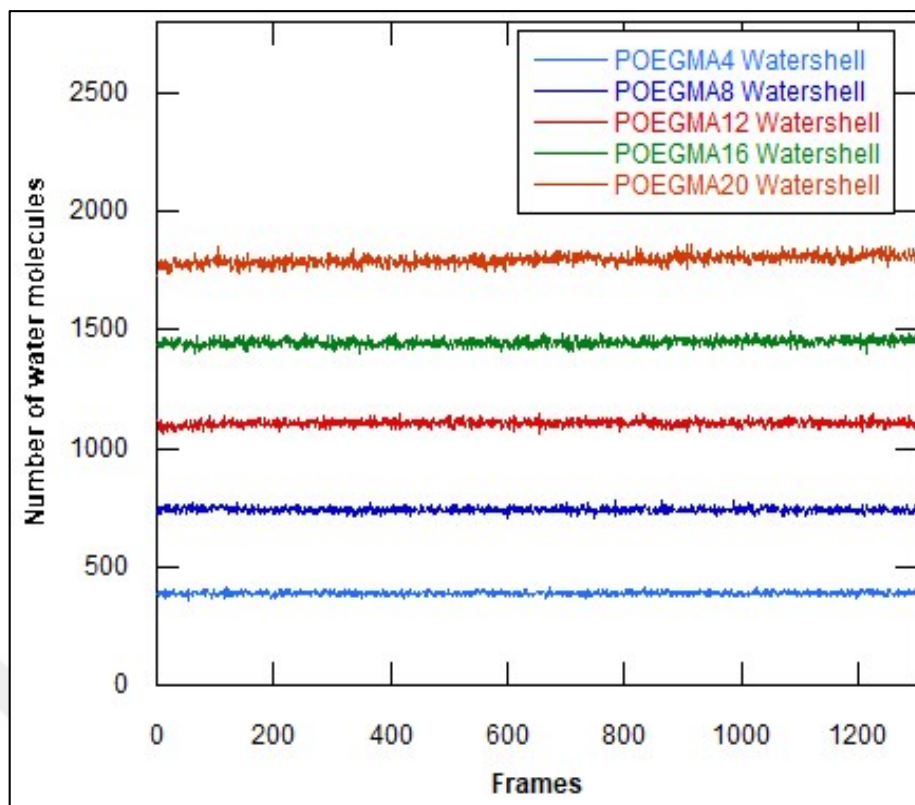 POEGMA4 Watershell
POEGMA8 Watershell
POEGMA12 Watershell
POEGMA16 Watershell
POEGMA20 Watershell
Number of water molecules
2500
2000
1500
1000
500
0
0 200 400 600 800 1000 1200
Frames